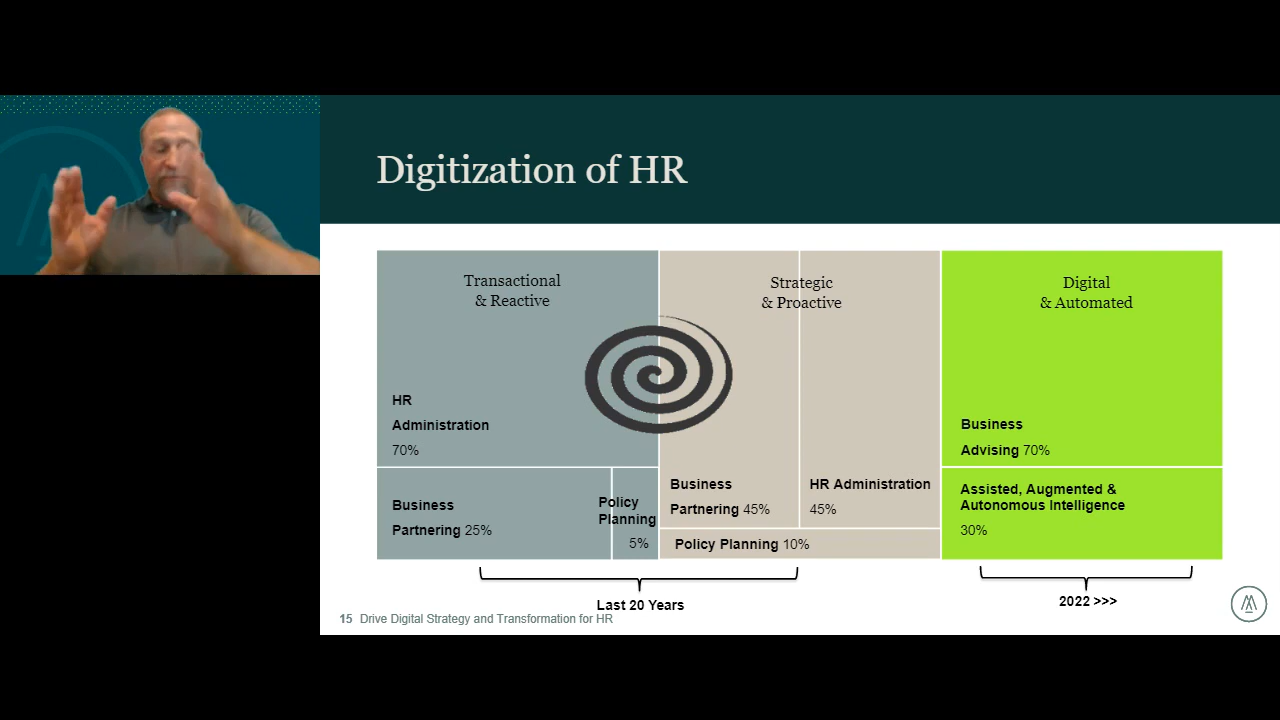 Digitization of HR
Transactional
& Reactive
HR
Administration
70%
Business
Partnering 25%
Policy
Planning
5%
Strategic
& Proactive
Business
Partnering 45%
HR Administration
45%
Policy Planning 10%
Digital
& Automated
Business
Advising 70%
Assisted, Augmented &
Autonomous Intelligence
30%
Last 20 Years
2022 >>>
15 Drive Digital Strategy and Transformation for HR